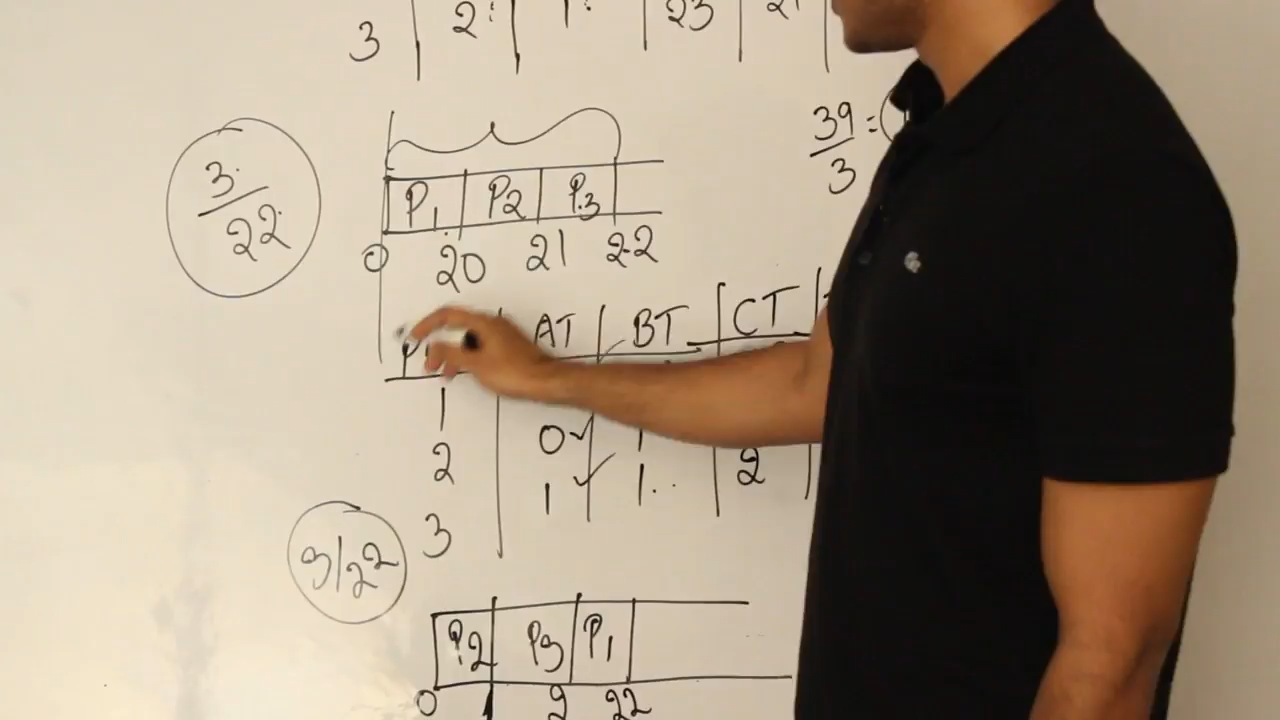 3 2 1 23 21
39/3 =
3/22
P1 P2 P3
0 20 21 22
AT BT CT
1
2 0 1
3 1 1 2
3/22
P2 P3 P1
0 1 2 22